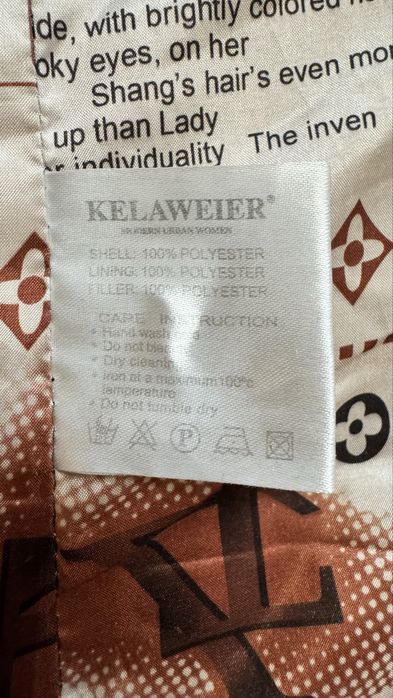 ide, with brightly colored
oky eyes, on her
Shang's hair's even mo
up than Lady
or individuality The inven
KELAWEIER®
MODERN URBAN WOMEN
SHELL: 100% POLYESTER
LINING: 100% POLYESTER
FILLER: 100% POLYESTER
CARE INSTRUCTION
* Hand wash
* Do not
* Dry
* Iron at a maximum 100°c
temperature
* Do not tumble dry
P